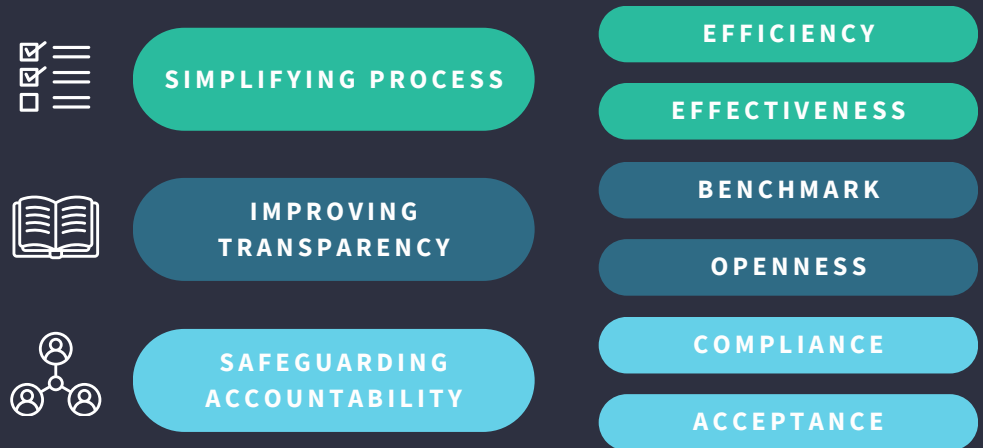 SIMPLIFYING PROCESS
EFFICIENCY
EFFECTIVENESS
IMPROVING
TRANSPARENCY
BENCHMARK
OPENNESS
SAFEGUARDING
ACCOUNTABILITY
COMPLIANCE
ACCEPTANCE